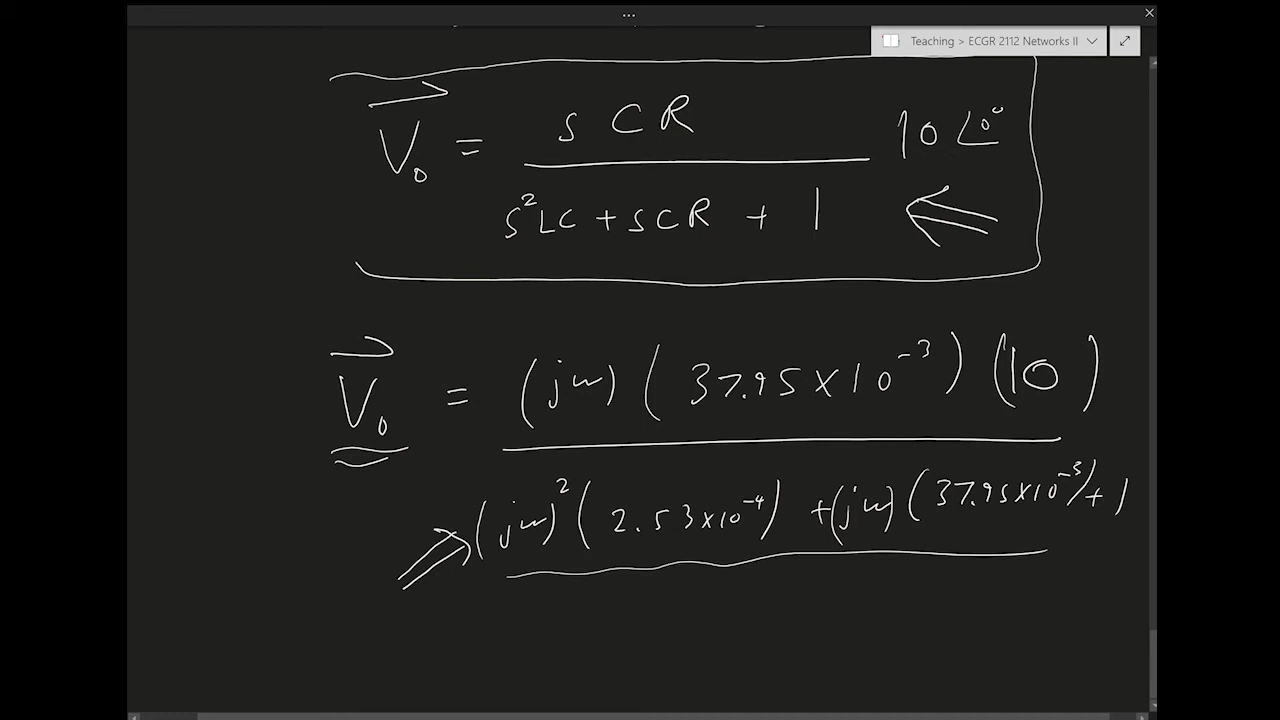 Teaching > ECGR 2112 Networks II
V₀ = s C R / (s²LC + sCR + 1) 10 ∠0°
V₀ = (jω) (37.95 × 10⁻³) (10)
(jω)² (2.53 × 10⁻⁴) + (jω) (37.95 × 10⁻³) + 1